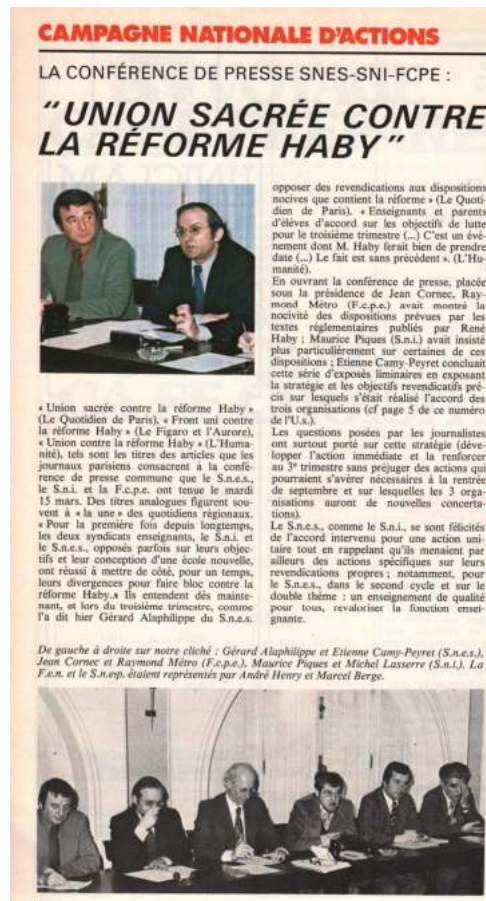 CAMPAGNE NATIONALE D'ACTIONS
LA CONFÉRENCE DE PRESSE SNES-SNI-FCPE :
“UNION SACRÉE CONTRE
LA RÉFORME HABY”
« Union sacrée contre la réforme Haby »
(Le Quotidien de Paris), « Front uni contre
la réforme Haby » (Le Figaro et l'Aurore),
« Union contre la réforme Haby » (L'Huma-
nité), tels sont les titres des articles que les
journaux parisiens consacrent à la confé-
rence de presse commune que le S.n.e.s.,
le S.n.i. et la F.c.p.e. ont tenue le mardi
15 mars. Des titres analogues figurent sou-
vent à « la une » des quotidiens régionaux.
« Pour la première fois depuis longtemps,
les deux syndicats enseignants, le S.n.i. et
le S.n.e.s., opposés parfois sur leurs objec-
tifs et leur conception d'une école nouvelle,
ont réussi à mettre de côté, pour un temps,
leurs divergences pour faire bloc contre la
réforme Haby.» Ils entendent dès mainte-
nant, et lors du troisième trimestre, comme
l'a dit hier Gérard Alaphilippe du S.n.e.s.
opposer des revendications aux dispositions
nocives que contient la réforme » (Le Quoti-
dien de Paris). « Enseignants et parents
d'élèves d'accord sur les objectifs de lutte
pour le troisième trimestre (...) C'est un évé-
nement dont M. Haby ferait bien de prendre
date (...) Le fait est sans précédent ». (L'Hu-
manité).
En ouvrant la conférence de presse, placée
sous la présidence de Jean Cornec, Ray-
mond Métro (F.c.p.e.) avait montré la
nocivité des dispositions prévues par les
textes réglementaires publiés par René
Haby ; Maurice Piques (S.n.i.) avait insisté
plus particulièrement sur certaines de ces
dispositions ; Etienne Camy-Peyret concluait
cette série d'exposés liminaires en exposant
la stratégie et les objectifs revendicatifs pré-
cis sur lesquels s'était réalisé l'accord des
trois organisations (cf page 5 de ce numéro
de l'U.s.).
Les questions posées par les journalistes
ont surtout porté sur cette stratégie (déve-
lopper l'action immédiate et la renforcer
au 3e trimestre sans préjuger des actions qui
pourraient s'avérer nécessaires à la rentrée
de septembre et sur lesquelles les 3 orga-
nisations auront de nouvelles concerta-
tions).
Le S.n.e.s., comme le S.n.i., se sont félicités
de l'accord intervenu pour une action uni-
taire tout en rappelant qu'ils menaient par
ailleurs des actions spécifiques sur leurs
revendications propres ; notamment, pour
le S.n.e.s., dans le second cycle et sur le
double thème : un enseignement de qualité
pour tous, revaloriser la fonction ensei-
gnante.
De gauche à droite sur notre cliché : Gérard Alaphilippe et Etienne Camy-Peyret (S.n.e.s.),
Jean Cornec et Raymond Métro (F.c.p.e.), Maurice Piques et Michel Lasserre (S.n.i.). La
F.e.n. et le S.n.esp. étaient représentés par André Henry et Marcel Berge.